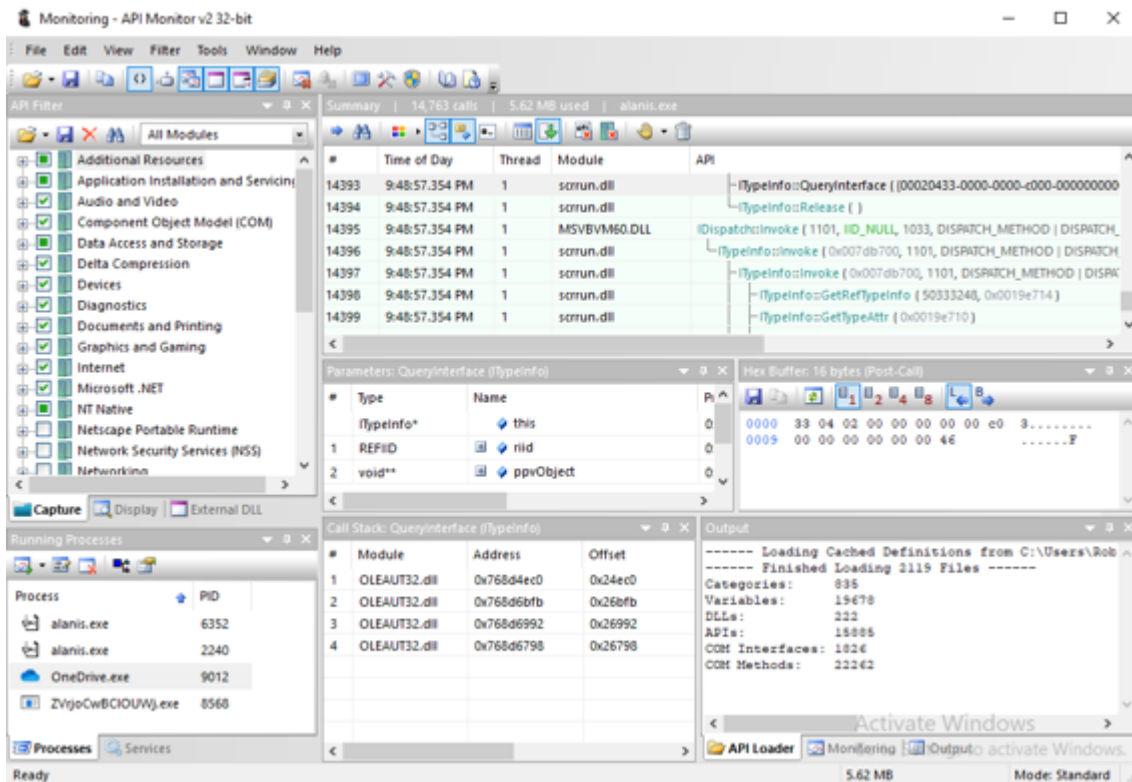 Monitoring - API Monitor v2 32-bit
File Edit View Filter Tools Window Help
API Filter
All Modules
Additional Resources
Application Installation and Servicing
Audio and Video
Component Object Model (COM)
Data Access and Storage
Delta Compression
Devices
Diagnostics
Documents and Printing
Graphics and Gaming
Internet
Microsoft .NET
NT Native
Netscape Portable Runtime
Network Security Services (NSS)
Networking
Capture Display External DLL
Summary | 14,763 calls | 5.62 MB used | alanis.exe
# Time of Day Thread Module API
14393 9:48:57.354 PM 1 scrrun.dll ITypeInfo::QueryInterface ( {00020433-0000-0000-c000-000000000
14394 9:48:57.354 PM 1 scrrun.dll ITypeInfo::Release ( )
14395 9:48:57.354 PM 1 MSVBVM60.DLL IDispatch::Invoke ( 1101, IID_NULL, 1033, DISPATCH_METHOD | DISPATCH_
14396 9:48:57.354 PM 1 scrrun.dll ITypeInfo::Invoke ( 0x007db700, 1101, DISPATCH_METHOD | DISPATCH_
14397 9:48:57.354 PM 1 scrrun.dll ITypeInfo::Invoke ( 0x007db700, 1101, DISPATCH_METHOD | DISPA
14398 9:48:57.354 PM 1 scrrun.dll ITypeInfo::GetRefTypeInfo ( 50333248, 0x0019e714 )
14399 9:48:57.354 PM 1 scrrun.dll ITypeInfo::GetTypeAttr ( 0x0019e710 )
Parameters: QueryInterface (ITypeInfo)
# Type Name
ITypeInfo* this
1 REFIID riid
2 void** ppvObject
Hex Buffer: 16 bytes (Post-Call)
1 2 4 8 L B
0000 33 04 02 00 00 00 00 00 c0 3........
0009 00 00 00 00 00 00 46 ......F
Running Processes
Process PID
alanis.exe 6352
alanis.exe 2240
OneDrive.exe 9012
ZVrjoCwBCIOUWj.exe 8568
Processes Services
Call Stack: QueryInterface (ITypeInfo)
# Module Address Offset
1 OLEAUT32.dll 0x768d4ec0 0x24ec0
2 OLEAUT32.dll 0x768d6bfb 0x26bfb
3 OLEAUT32.dll 0x768d6992 0x26992
4 OLEAUT32.dll 0x768d6798 0x26798
Output
------ Loading Cached Definitions from C:\Users\Rob
------ Finished Loading 2119 Files ------
Categories: 835
Variables: 19678
DLLs: 222
APIs: 15885
COM Interfaces: 1826
COM Methods: 22262
Activate Windows
to activate Windows.
API Loader Monitoring Output
Ready 5.62 MB Mode: Standard